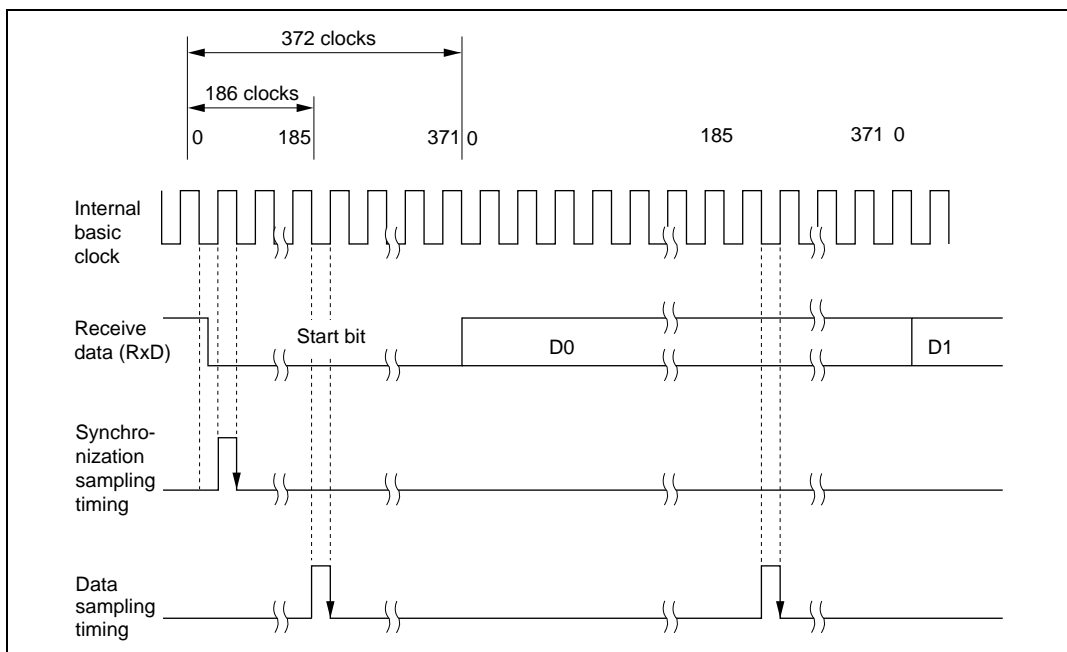 372 clocks
186 clocks
0 185 371 0 185 371 0
Internal
basic
clock
Receive
data (RxD)
Start bit
D0
D1
Synchro-
nization
sampling
timing
Data
sampling
timing